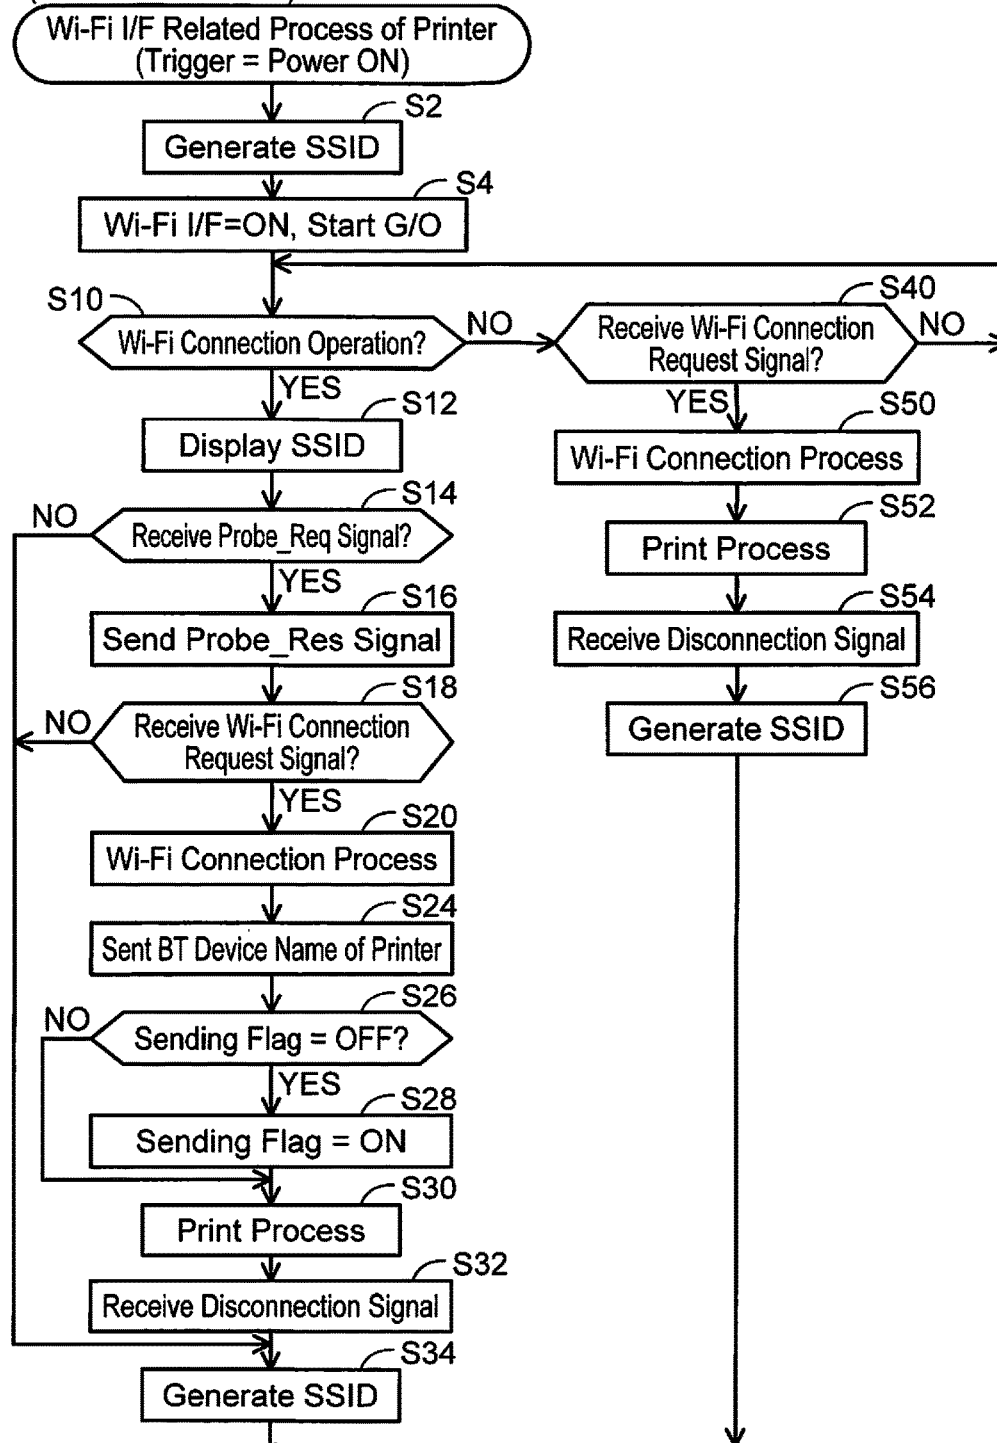 Wi-Fi I/F Related Process of Printer
(Trigger = Power ON)
S2
Generate SSID
S4
Wi-Fi I/F=ON, Start G/O
S10
Wi-Fi Connection Operation?
NO
YES
S12
Display SSID
S14
NO
Receive Probe_Req Signal?
YES
S16
Send Probe_Res Signal
S18
NO
Receive Wi-Fi Connection
Request Signal?
YES
S20
Wi-Fi Connection Process
S24
Sent BT Device Name of Printer
S26
NO
Sending Flag = OFF?
YES
S28
Sending Flag = ON
S30
Print Process
S32
Receive Disconnection Signal
S34
Generate SSID
S40
Receive Wi-Fi Connection
Request Signal?
NO
YES
S50
Wi-Fi Connection Process
S52
Print Process
S54
Receive Disconnection Signal
S56
Generate SSID